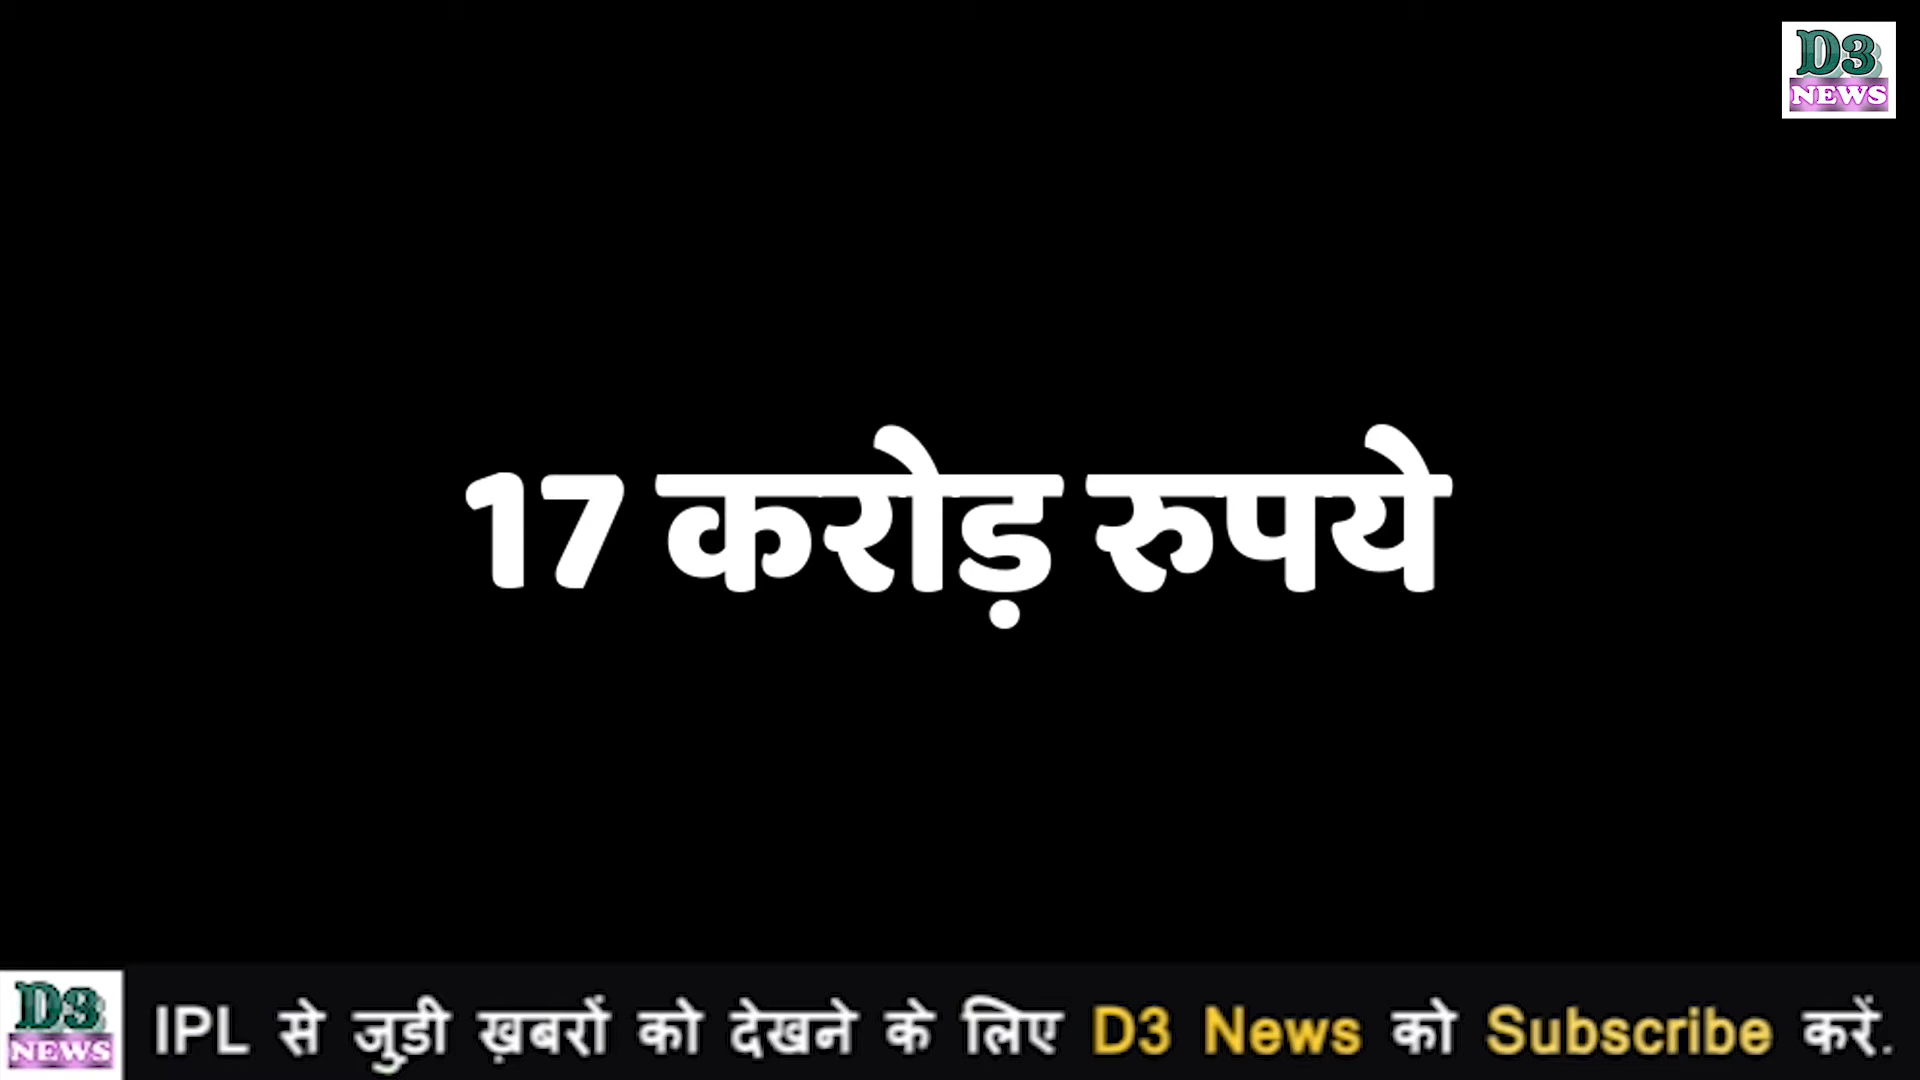 D3
NEWS
17 करोड़ रुपये
D3
NEWS
IPL से जुडी ख़बरों को देखने के लिए D3 News को Subscribe करें.